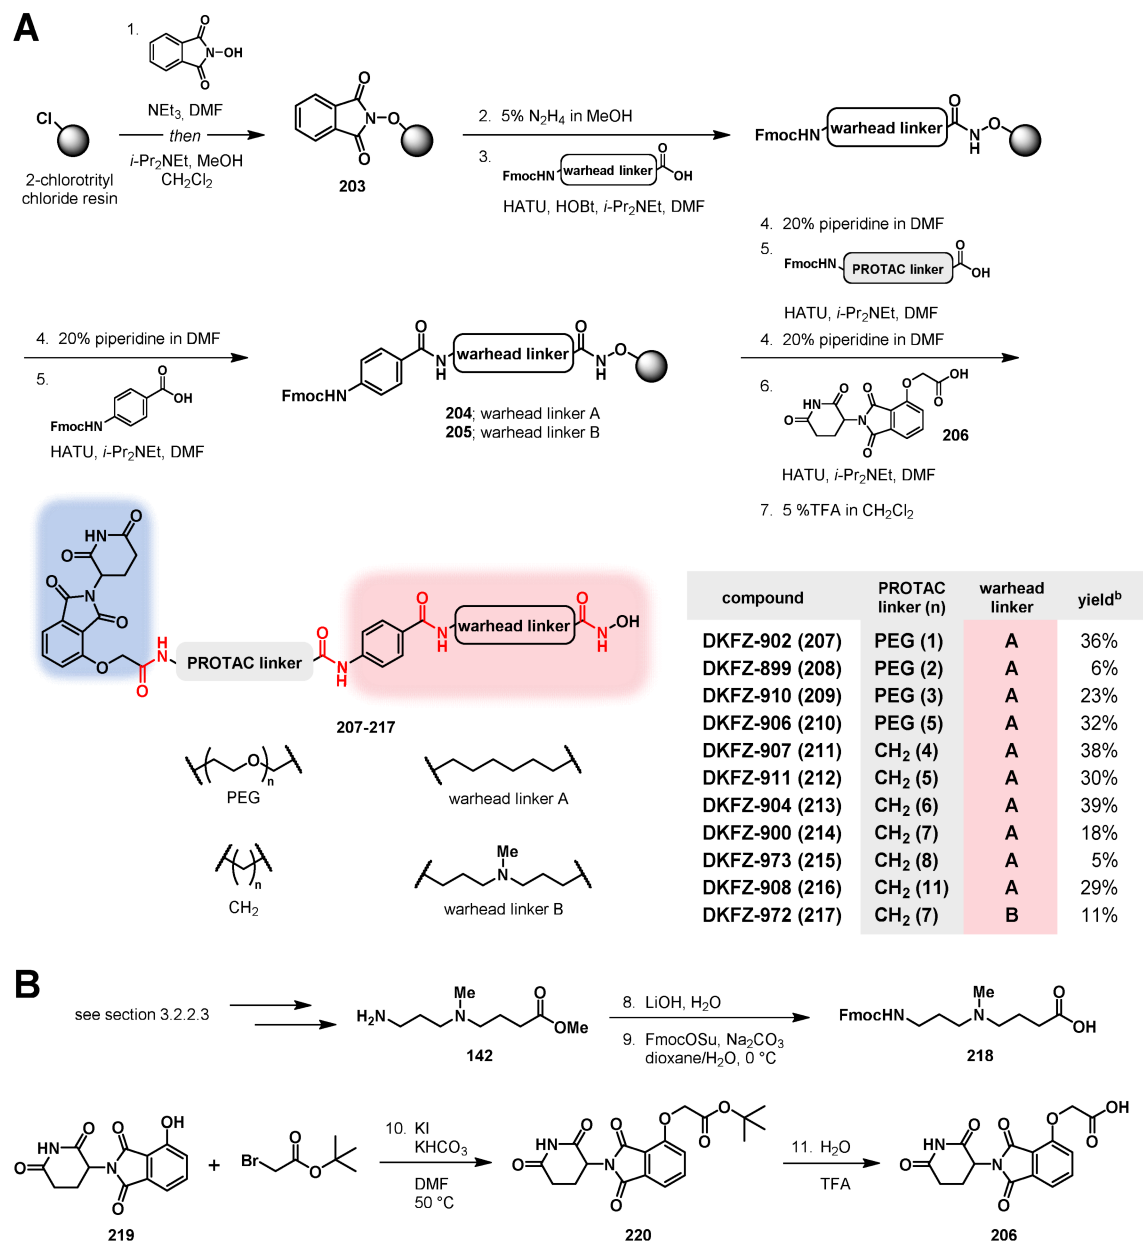 A
1.
O
N-OH
O
NEt₃, DMF
then
i-Pr₂NEt, MeOH
CH₂Cl₂
Cl
2-chlorotrityl
chloride resin
O
N-O
O
203
2. 5% N₂H₄ in MeOH
3.
FmocHN warhead linker O OH
HATU, HOBt, i-Pr₂NEt, DMF
FmocHN warhead linker O N H O
4. 20% piperidine in DMF
5.
FmocHN PROTAC linker O OH
HATU, i-Pr₂NEt, DMF
4. 20% piperidine in DMF
5.
O
OH
FmocHN
HATU, i-Pr₂NEt, DMF
O
N
H
warhead linker
O
N
H
O
FmocHN
204; warhead linker A
205; warhead linker B
4. 20% piperidine in DMF
6.
O OH
O
HN O O
O N
O
206
HATU, i-Pr₂NEt, DMF
7. 5 %TFA in CH₂Cl₂
O
HN
O
O
N
O
O
H
N
O
PROTAC linker
O
N
H
O
N
H
warhead linker
O
N
H
OH
207-217
O
n
PEG
warhead linker A
n
CH₂
Me
N
warhead linker B
compound PROTAC linker (n) warhead linker yieldᵇ
DKFZ-902 (207) PEG (1) A 36%
DKFZ-899 (208) PEG (2) A 6%
DKFZ-910 (209) PEG (3) A 23%
DKFZ-906 (210) PEG (5) A 32%
DKFZ-907 (211) CH₂ (4) A 38%
DKFZ-911 (212) CH₂ (5) A 30%
DKFZ-904 (213) CH₂ (6) A 39%
DKFZ-900 (214) CH₂ (7) A 18%
DKFZ-973 (215) CH₂ (8) A 5%
DKFZ-908 (216) CH₂ (11) A 29%
DKFZ-972 (217) CH₂ (7) B 11%
B
see section 3.2.2.3
Me O
H₂N N OMe
142
8. LiOH, H₂O
9. FmocOSu, Na₂CO₃
dioxane/H₂O, 0 °C
Me O
FmocHN N OH
218
OH
HN O O
O N
O
219
+
O
Br O
10. KI
KHCO₃
DMF
50 °C
O O
O
HN O O
O N
O
220
11. H₂O
TFA
O OH
O
HN O O
O N
O
206